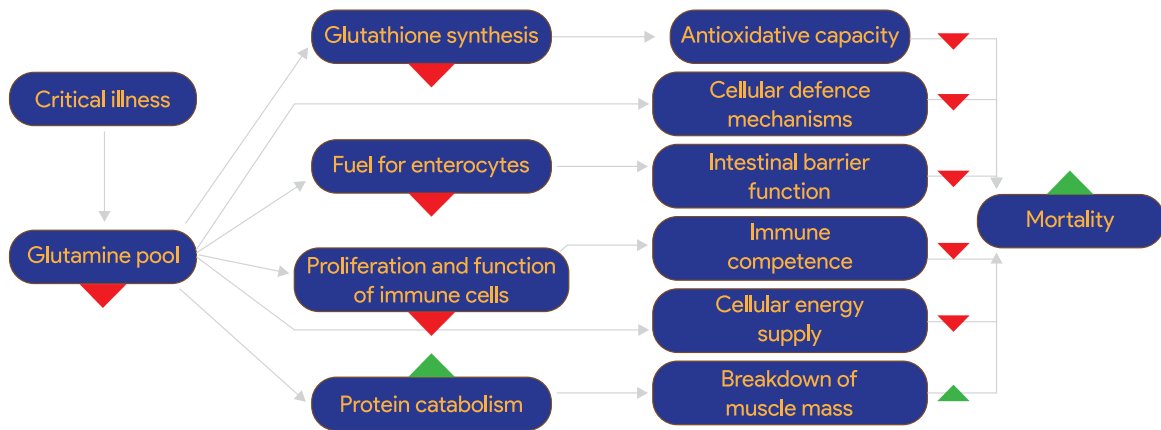 Critical illness
Glutamine pool
Glutathione synthesis
Fuel for enterocytes
Proliferation and function
of immune cells
Protein catabolism
Antioxidative capacity
Cellular defence
mechanisms
Intestinal barrier
function
Immune
competence
Cellular energy
supply
Breakdown of
muscle mass
Mortality